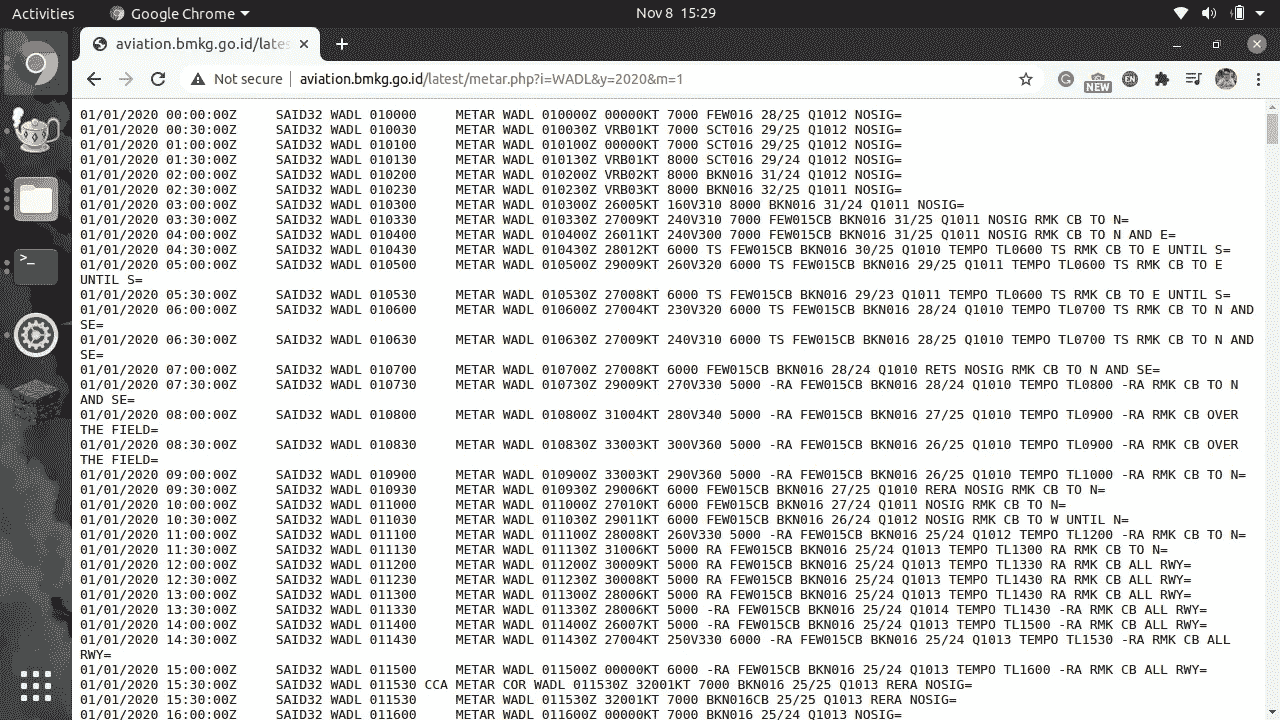 Activities
Google Chrome
Nov 8 15:29
aviation.bmkg.go.id/late
Not secure
aviation.bmkg.go.id/latest/metar.php?i=WADL&y=2020&m=1
EN
NEW
01/01/2020 00:00:00Z SAID32 WADL 010000 METAR WADL 010000Z 00000KT 7000 FEW016 28/25 Q1012 NOSIG=
01/01/2020 00:30:00Z SAID32 WADL 010030 METAR WADL 010030Z VRB01KT 7000 SCT016 29/25 Q1012 NOSIG=
01/01/2020 01:00:00Z SAID32 WADL 010100 METAR WADL 010100Z 00000KT 7000 SCT016 29/25 Q1012 NOSIG=
01/01/2020 01:30:00Z SAID32 WADL 010130 METAR WADL 010130Z VRB01KT 8000 SCT016 29/24 Q1012 NOSIG=
01/01/2020 02:00:00Z SAID32 WADL 010200 METAR WADL 010200Z VRB02KT 8000 BKN016 31/24 Q1012 NOSIG=
01/01/2020 02:30:00Z SAID32 WADL 010230 METAR WADL 010230Z VRB03KT 8000 BKN016 32/25 Q1011 NOSIG=
01/01/2020 03:00:00Z SAID32 WADL 010300 METAR WADL 010300Z 26005KT 160V310 8000 BKN016 31/24 Q1011 NOSIG=
01/01/2020 03:30:00Z SAID32 WADL 010330 METAR WADL 010330Z 27009KT 240V310 7000 FEW015CB BKN016 31/25 Q1011 NOSIG RMK CB TO N=
01/01/2020 04:00:00Z SAID32 WADL 010400 METAR WADL 010400Z 26011KT 240V300 7000 FEW015CB BKN016 31/25 Q1011 NOSIG RMK CB TO N AND E=
01/01/2020 04:30:00Z SAID32 WADL 010430 METAR WADL 010430Z 28012KT 6000 TS FEW015CB BKN016 30/25 Q1010 TEMPO TL0600 TS RMK CB TO E UNTIL S=
01/01/2020 05:00:00Z SAID32 WADL 010500 METAR WADL 010500Z 29009KT 260V320 6000 TS FEW015CB BKN016 29/25 Q1011 TEMPO TL0600 TS RMK CB TO E
UNTIL S=
01/01/2020 05:30:00Z SAID32 WADL 010530 METAR WADL 010530Z 27008KT 6000 TS FEW015CB BKN016 29/23 Q1011 TEMPO TL0600 TS RMK CB TO E UNTIL S=
01/01/2020 06:00:00Z SAID32 WADL 010600 METAR WADL 010600Z 27004KT 230V320 6000 TS FEW015CB BKN016 28/24 Q1010 TEMPO TL0700 TS RMK CB TO N AND
SE=
01/01/2020 06:30:00Z SAID32 WADL 010630 METAR WADL 010630Z 27009KT 240V310 6000 TS FEW015CB BKN016 28/25 Q1010 TEMPO TL0700 TS RMK CB TO N AND
SE=
01/01/2020 07:00:00Z SAID32 WADL 010700 METAR WADL 010700Z 27008KT 6000 FEW015CB BKN016 28/24 Q1010 RETS NOSIG RMK CB TO N AND SE=
01/01/2020 07:30:00Z SAID32 WADL 010730 METAR WADL 010730Z 29009KT 270V330 5000 -RA FEW015CB BKN016 28/24 Q1010 TEMPO TL0800 -RA RMK CB TO N
AND SE=
01/01/2020 08:00:00Z SAID32 WADL 010800 METAR WADL 010800Z 31004KT 280V340 5000 -RA FEW015CB BKN016 27/25 Q1010 TEMPO TL0900 -RA RMK CB OVER
THE FIELD=
01/01/2020 08:30:00Z SAID32 WADL 010830 METAR WADL 010830Z 33003KT 300V360 5000 -RA FEW015CB BKN016 26/25 Q1010 TEMPO TL0900 -RA RMK CB OVER
THE FIELD=
01/01/2020 09:00:00Z SAID32 WADL 010900 METAR WADL 010900Z 33003KT 290V360 5000 -RA FEW015CB BKN016 26/25 Q1010 TEMPO TL1000 -RA RMK CB TO N=
01/01/2020 09:30:00Z SAID32 WADL 010930 METAR WADL 010930Z 29006KT 6000 FEW015CB BKN016 27/25 Q1010 RERA NOSIG RMK CB TO N=
01/01/2020 10:00:00Z SAID32 WADL 011000 METAR WADL 011000Z 27010KT 6000 FEW015CB BKN016 27/24 Q1011 NOSIG RMK CB TO N=
01/01/2020 10:30:00Z SAID32 WADL 011030 METAR WADL 011030Z 29011KT 6000 FEW015CB BKN016 26/24 Q1012 NOSIG RMK CB TO W UNTIL N=
01/01/2020 11:00:00Z SAID32 WADL 011100 METAR WADL 011100Z 28008KT 260V330 6000 -RA FEW015CB BKN016 25/24 Q1012 TEMPO TL1200 -RA RMK CB TO N=
01/01/2020 11:30:00Z SAID32 WADL 011130 METAR WADL 011130Z 31006KT 5000 RA FEW015CB BKN016 25/24 Q1013 TEMPO TL1300 RA RMK CB TO N=
01/01/2020 12:00:00Z SAID32 WADL 011200 METAR WADL 011200Z 30009KT 5000 RA FEW015CB BKN016 25/24 Q1013 TEMPO TL1330 RA RMK CB ALL RWY=
01/01/2020 12:30:00Z SAID32 WADL 011230 METAR WADL 011230Z 30008KT 5000 RA FEW015CB BKN016 25/24 Q1013 TEMPO TL1430 RA RMK CB ALL RWY=
01/01/2020 13:00:00Z SAID32 WADL 011300 METAR WADL 011300Z 28006KT 5000 RA FEW015CB BKN016 25/24 Q1013 TEMPO TL1430 RA RMK CB ALL RWY=
01/01/2020 13:30:00Z SAID32 WADL 011330 METAR WADL 011330Z 28006KT 5000 -RA FEW015CB BKN016 25/24 Q1014 TEMPO TL1430 -RA RMK CB ALL RWY=
01/01/2020 14:00:00Z SAID32 WADL 011400 METAR WADL 011400Z 26007KT 5000 -RA FEW015CB BKN016 25/24 Q1013 TEMPO TL1500 -RA RMK CB ALL RWY=
01/01/2020 14:30:00Z SAID32 WADL 011430 METAR WADL 011430Z 27004KT 250V330 6000 -RA FEW015CB BKN016 25/24 Q1013 TEMPO TL1530 -RA RMK CB ALL
RWY=
01/01/2020 15:00:00Z SAID32 WADL 011500 METAR WADL 011500Z 00000KT 6000 -RA FEW015CB BKN016 25/24 Q1013 TEMPO TL1600 -RA RMK CB ALL RWY=
01/01/2020 15:30:00Z SAID32 WADL 011530 CCA METAR COR WADL 011530Z 32001KT 7000 BKN016 25/25 Q1013 RERA NOSIG=
01/01/2020 15:30:00Z SAID32 WADL 011530 METAR WADL 011530Z 32001KT 7000 BKN016CB 25/25 Q1013 RERA NOSIG=
01/01/2020 16:00:00Z SAID32 WADL 011600 METAR WADL 011600Z 00000KT 7000 BKN016 25/24 Q1013 NOSIG=